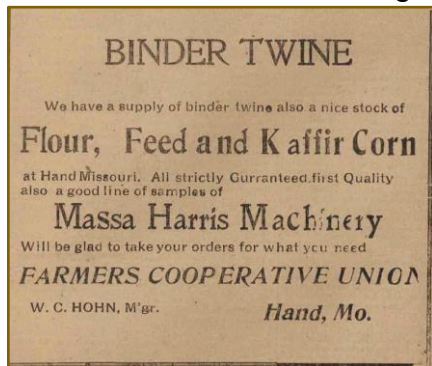 BINDER TWINE
We have a supply of binder twine also a nice stock of
Flour, Feed and Kaffir Corn
at Hand Missouri. All strictly Gurranteed first Quality
also a good line of samples of
Massa Harris Machinery
Will be glad to take your orders for what you need
FARMERS COOPERATIVE UNION
W. C. HOHN, M'gr.
Hand, Mo.